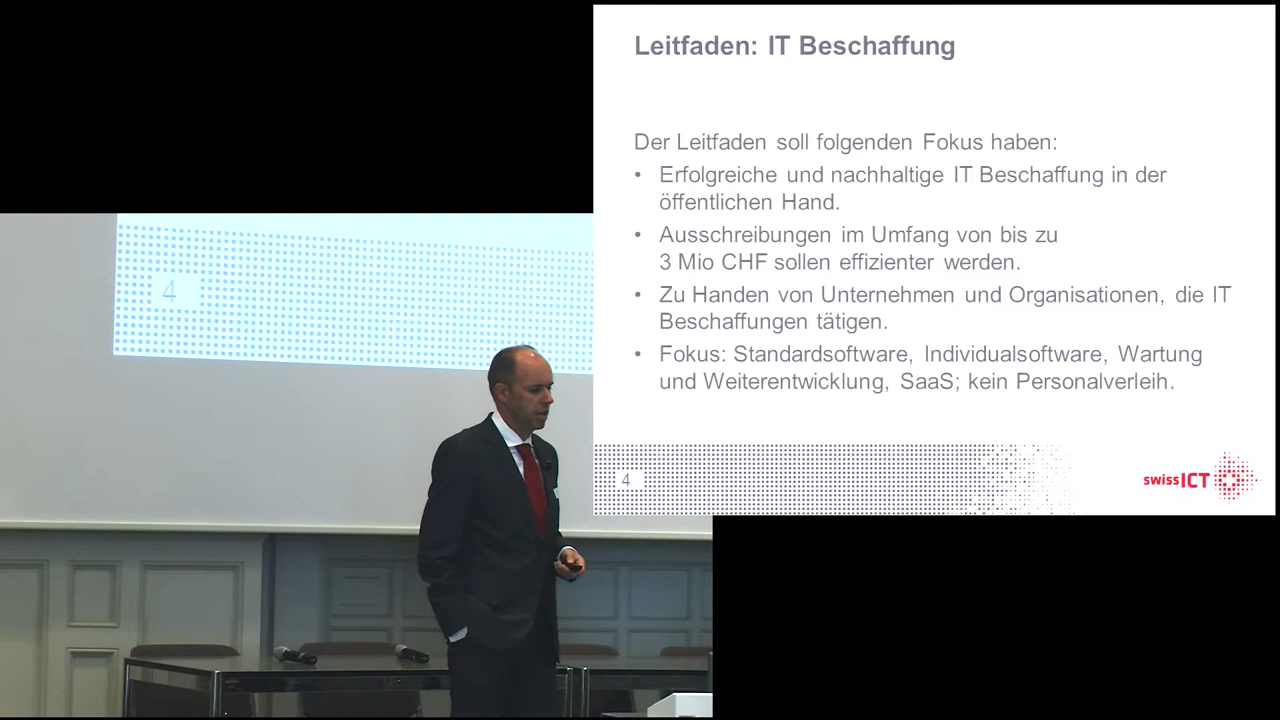 Leitfaden: IT Beschaffung
Der Leitfaden soll folgenden Fokus haben:
• Erfolgreiche und nachhaltige IT Beschaffung in der
öffentlichen Hand.
• Ausschreibungen im Umfang von bis zu
3 Mio CHF sollen effizienter werden.
• Zu Handen von Unternehmen und Organisationen, die IT
Beschaffungen tätigen.
• Fokus: Standardsoftware, Individualsoftware, Wartung
und Weiterentwicklung, SaaS; kein Personalverleih.
4
swissICT
4